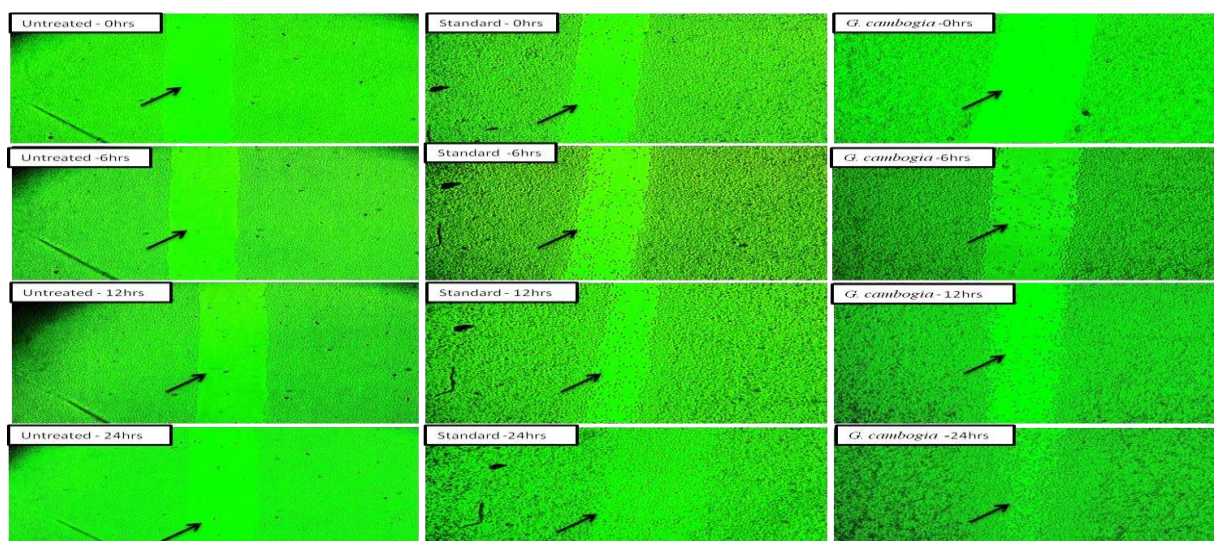 Untreated - 0hrs
Standard - 0hrs
G. cambogia -0hrs
Untreated -6hrs
Standard -6hrs
G. cambogia -6hrs
Untreated - 12hrs
Standard - 12hrs
G. cambogia - 12hrs
Untreated - 24hrs
Standard -24hrs
G. cambogia -24hrs